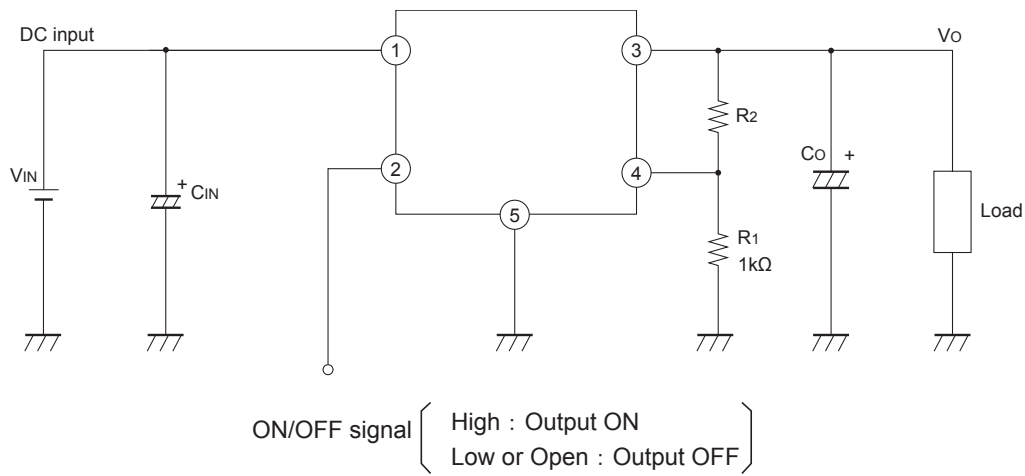 DC input
VIN
CIN
1
2
3
4
5
R2
R1
1kΩ
CO
+
+
VO
Load
ON/OFF signal
High : Output ON
Low or Open : Output OFF